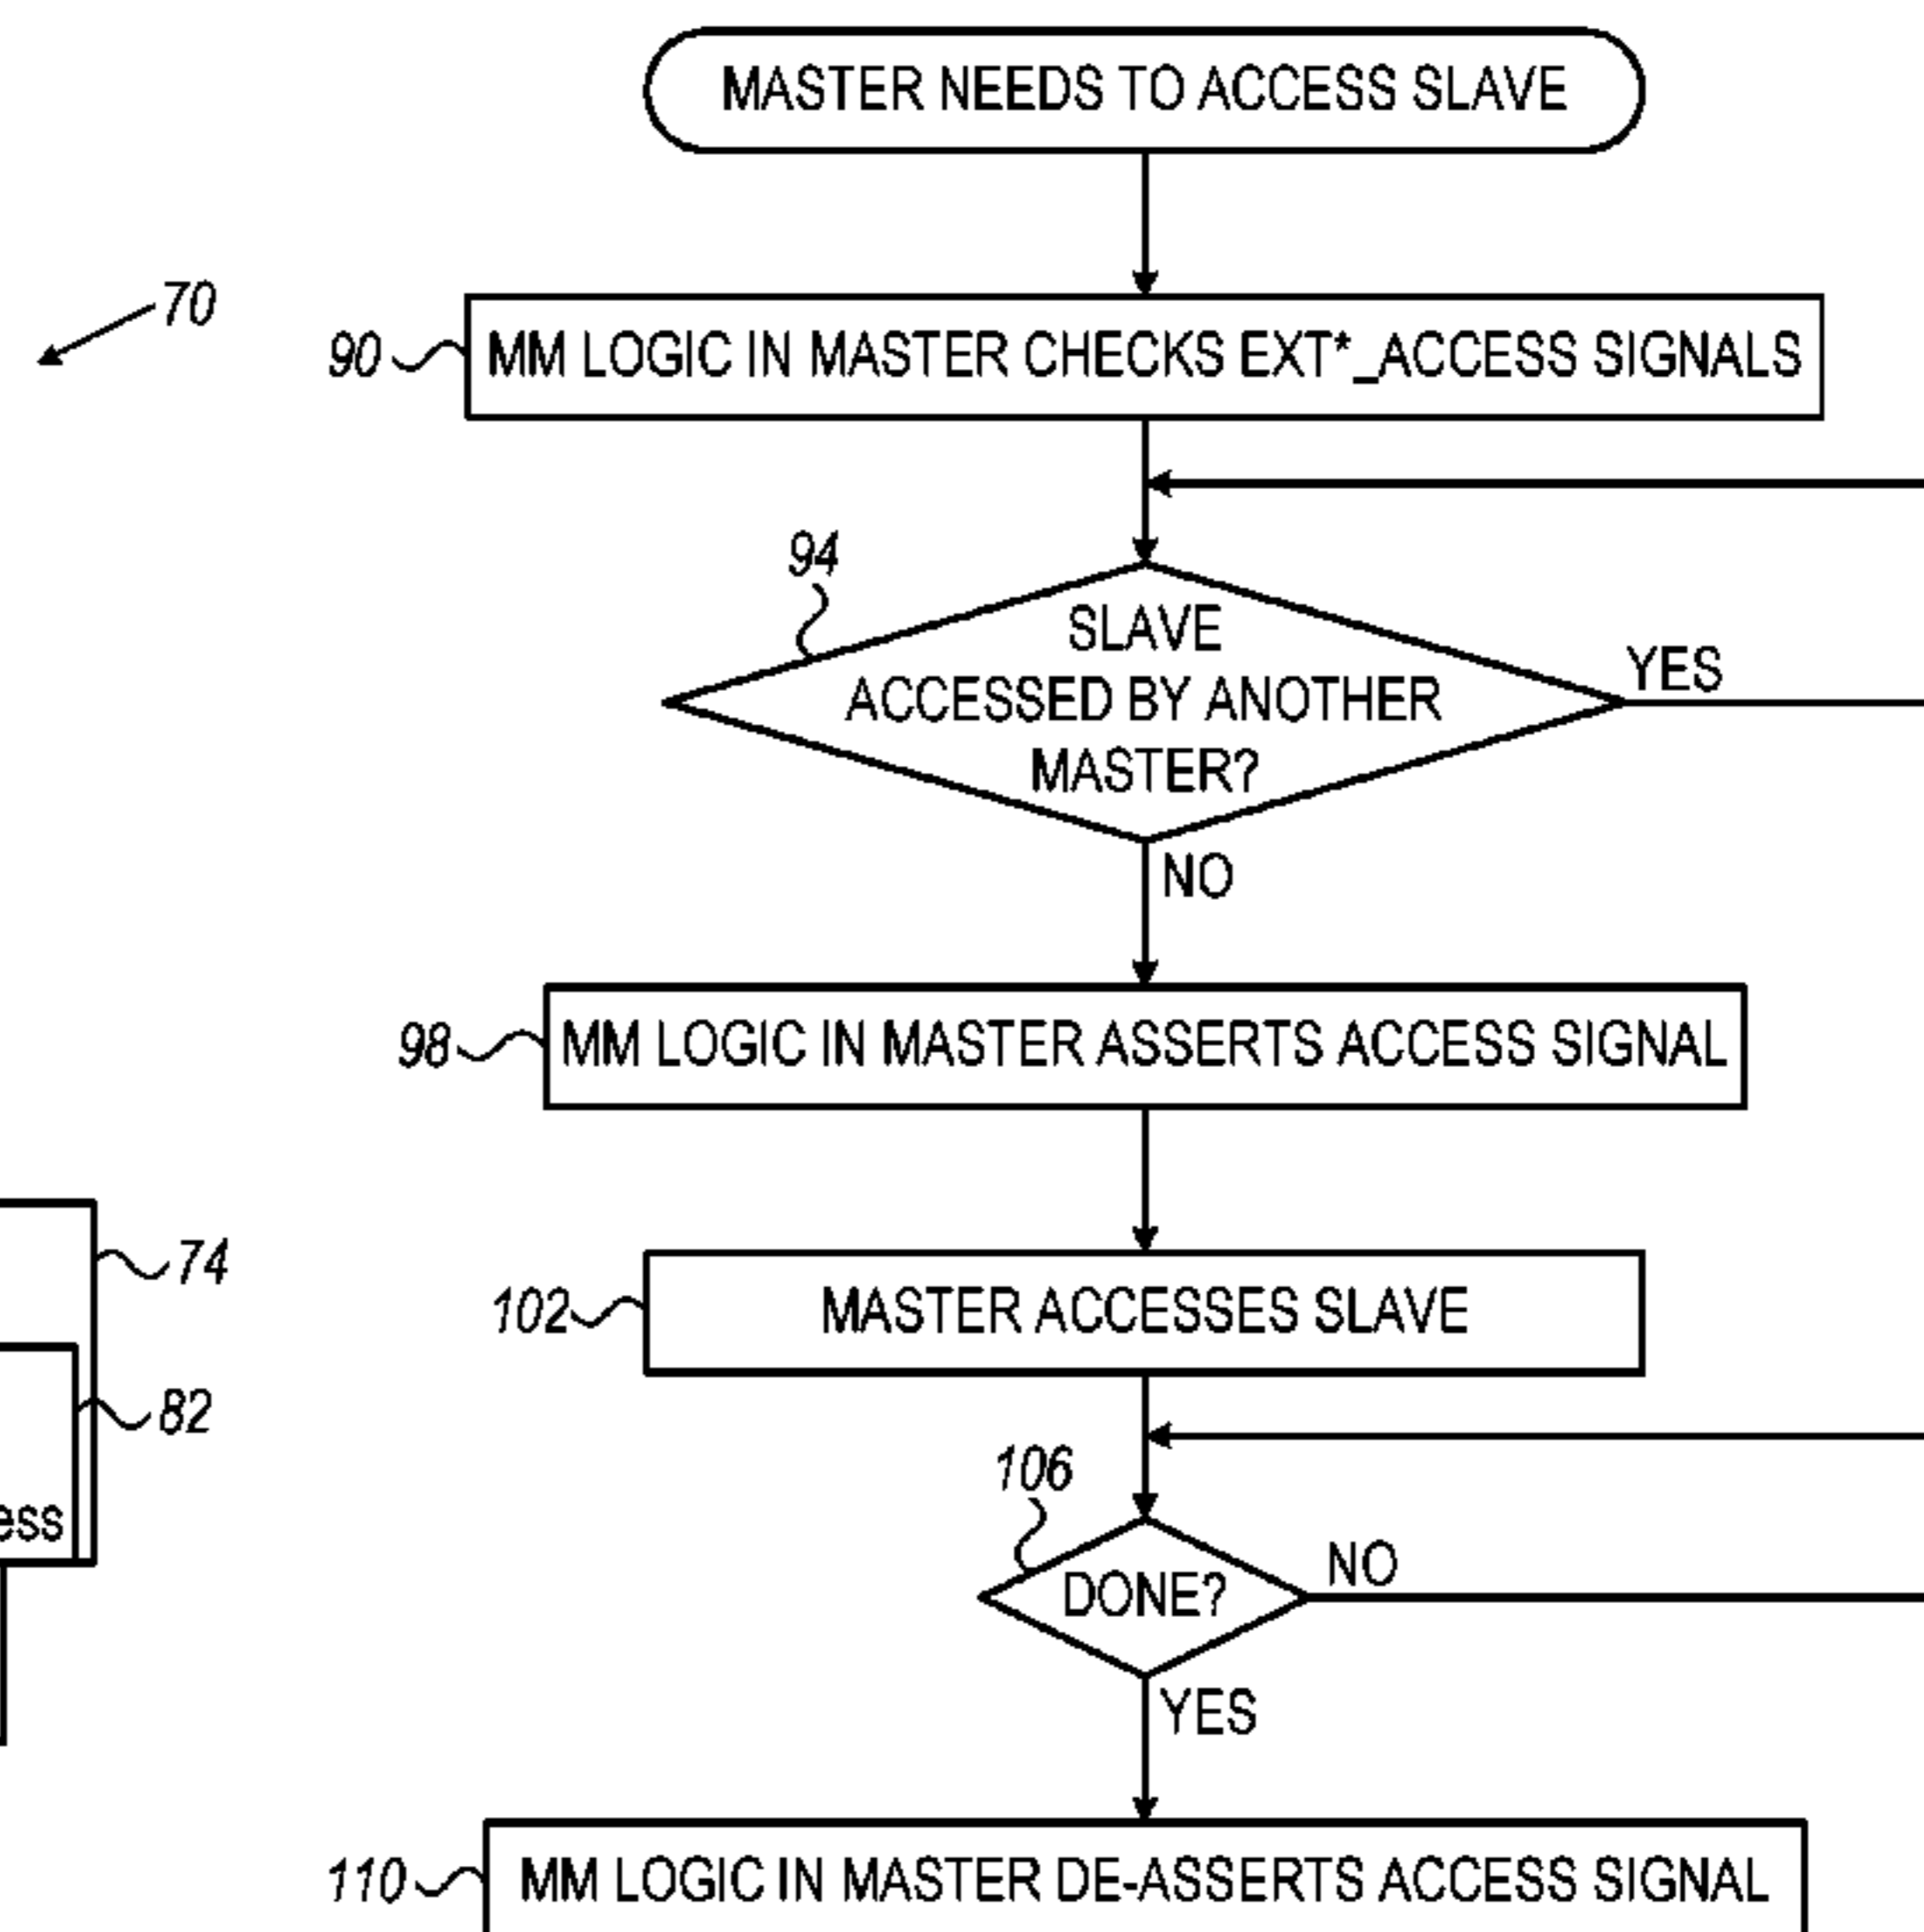 MASTER NEEDS TO ACCESS SLAVE
70
90
MM LOGIC IN MASTER CHECKS EXT*_ACCESS SIGNALS
94
SLAVE
ACCESSED BY ANOTHER
MASTER?
YES
NO
98
MM LOGIC IN MASTER ASSERTS ACCESS SIGNAL
74
102
MASTER ACCESSES SLAVE
82
106
ess
DONE?
NO
YES
110
MM LOGIC IN MASTER DE-ASSERTS ACCESS SIGNAL